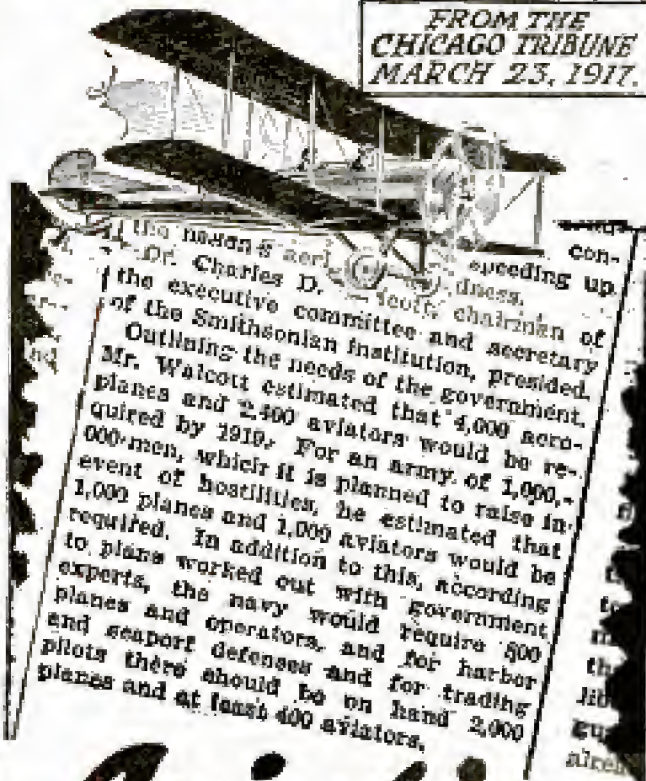 FROM THE
CHICAGO TRIBUNE
MARCH 23, 1917.
con-
speeding up
Dr. Charles D. chairman of
the executive committee and secretary
of the Smithsonian institution, presided.
Outlining the needs of the government,
Mr. Walcott estimated that 4,000 aero-
planes and 2,400 aviators would be re-
quired by 1919. For an army of 1,000,-
000 men, which it is planned to raise in
event of hostilities, he estimated that
1,000 planes and 1,000 aviators would be
required. In addition to this, according
to plans worked out with government
experts, the navy would require 500
planes and operators, and for harbor
and seaport defenses and for trading
pilots there should be on hand 2,000
planes and at least 400 aviators.